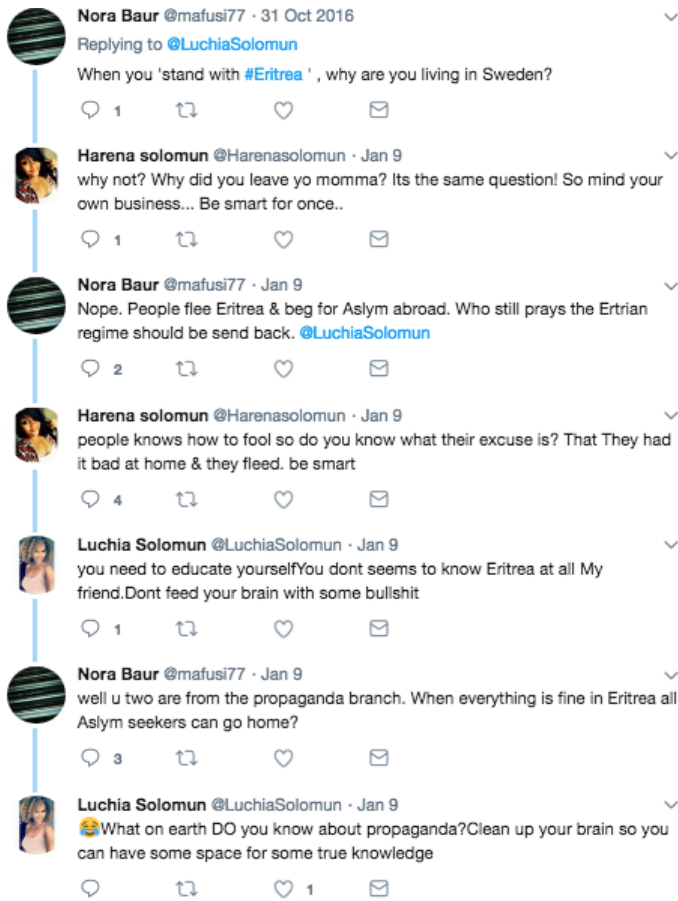 Nora Baur @mafusi77 · 31 Oct 2016
Replying to @LuchiaSolomun
When you 'stand with #Eritrea ' , why are you living in Sweden?
1
Harena solomun @Harenasolomun · Jan 9
why not? Why did you leave yo momma? Its the same question! So mind your
own business... Be smart for once..
1
Nora Baur @mafusi77 · Jan 9
Nope. People flee Eritrea & beg for Aslym abroad. Who still prays the Ertrian
regime should be send back. @LuchiaSolomun
2
Harena solomun @Harenasolomun · Jan 9
people knows how to fool so do you know what their excuse is? That They had
it bad at home & they fleed. be smart
4
Luchia Solomun @LuchiaSolomun · Jan 9
you need to educate yourselfYou dont seems to know Eritrea at all My
friend.Dont feed your brain with some bullshit
1
Nora Baur @mafusi77 · Jan 9
well u two are from the propaganda branch. When everything is fine in Eritrea all
Aslym seekers can go home?
3
Luchia Solomun @LuchiaSolomun · Jan 9
😂What on earth DO you know about propaganda?Clean up your brain so you
can have some space for some true knowledge
1